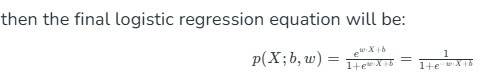 then the final logistic regression equation will be:
p(X; b, w) = e^{w·X+b} / (1+e^{w·X+b}) = 1 / (1+e^{-w·X+b})